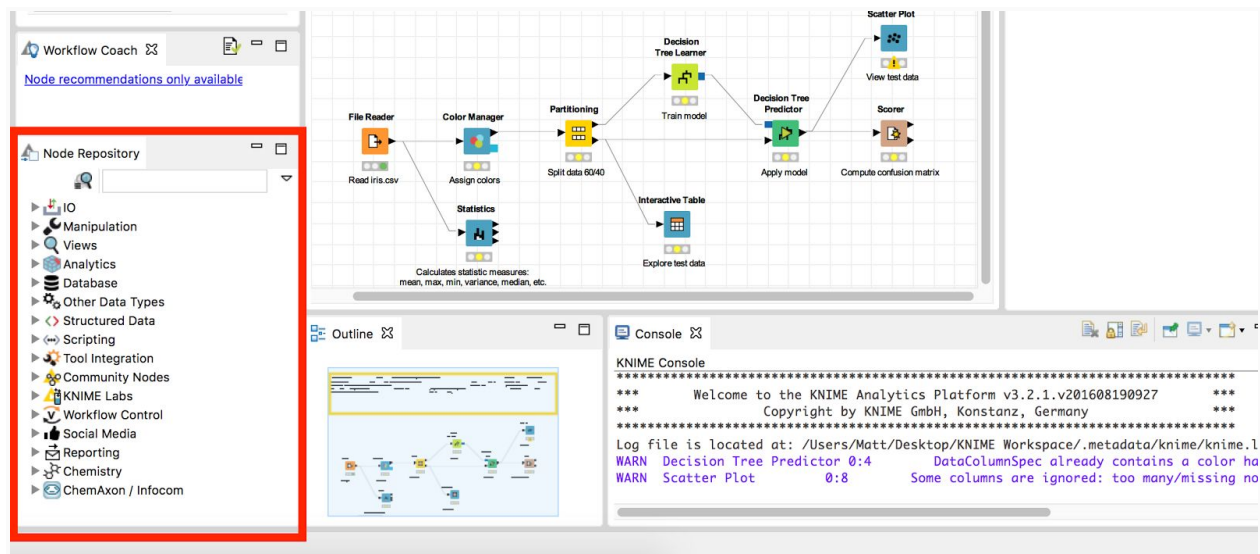 Workflow Coach
Node recommendations only available
Node Repository
IO
Manipulation
Views
Analytics
Database
Other Data Types
Structured Data
Scripting
Tool Integration
Community Nodes
KNIME Labs
Workflow Control
Social Media
Reporting
Chemistry
ChemAxon / Infocom
File Reader
Read iris.csv
Color Manager
Assign colors
Statistics
Calculates statistic measures:
mean, max, min, variance, median, etc.
Partitioning
Split data 60/40
Decision
Tree Learner
Train model
Interactive Table
Explore test data
Decision Tree
Predictor
Apply model
Scatter Plot
View test data
Scorer
Compute confusion matrix
Outline
Console
KNIME Console
*******************************************************************************
*** Welcome to the KNIME Analytics Platform v3.2.1.v201608190927 ***
*** Copyright by KNIME GmbH, Konstanz, Germany ***
*******************************************************************************
Log file is located at: /Users/Matt/Desktop/KNIME Workspace/.metadata/knime/knime.l
WARN Decision Tree Predictor 0:4 DataColumnSpec already contains a color ha
WARN Scatter Plot 0:8 Some columns are ignored: too many/missing no